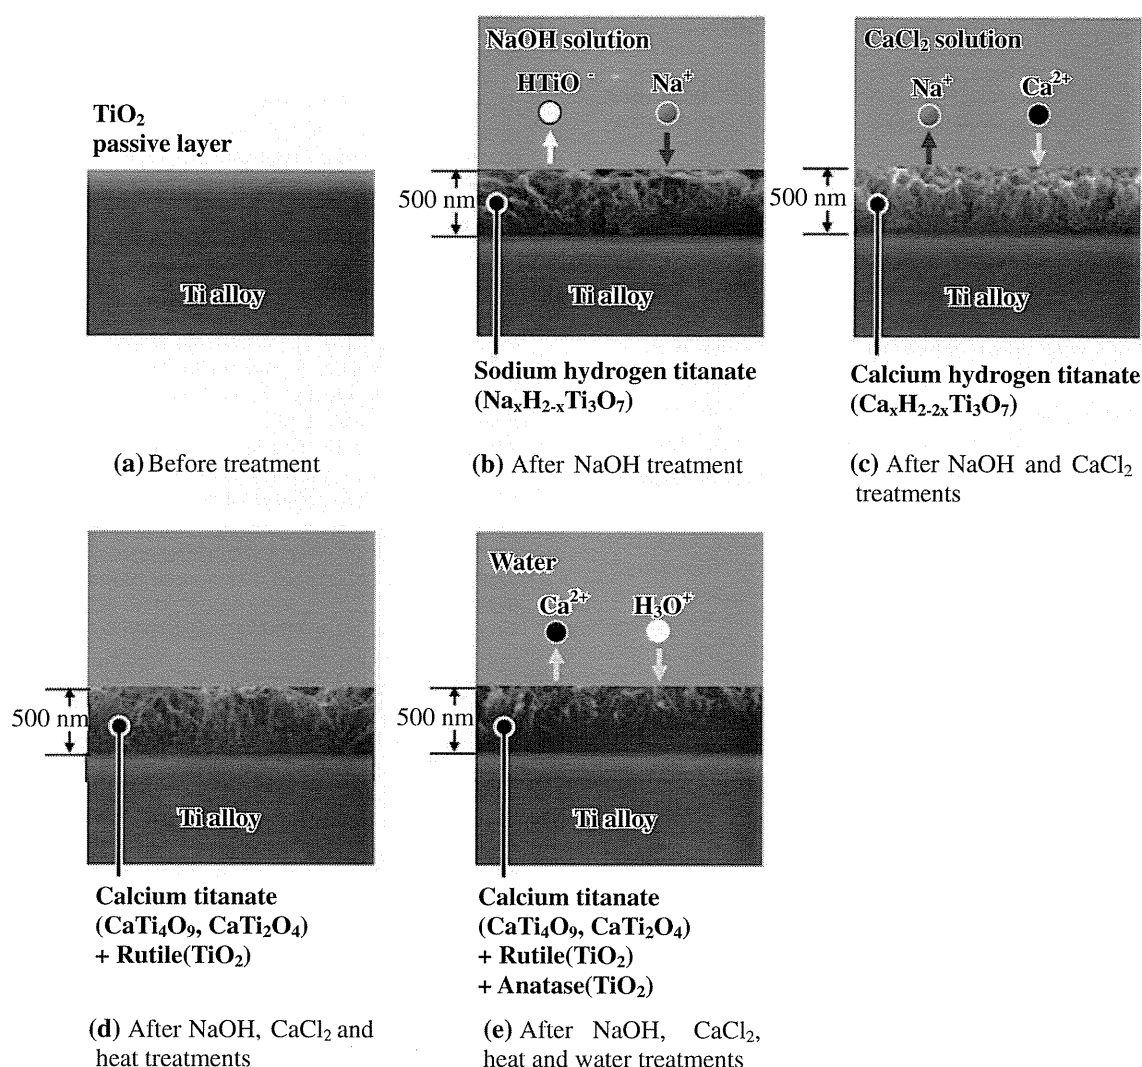 TiO₂
passive layer
Ti alloy
(a) Before treatment
NaOH solution
HTiO⁻ Na⁺
500 nm
Ti alloy
Sodium hydrogen titanate
(NaₓH₂₋ₓTi₃O₇)
(b) After NaOH treatment
CaCl₂ solution
Na⁺ Ca²⁺
500 nm
Ti alloy
Calcium hydrogen titanate
(CaₓH₂₋₂ₓTi₃O₇)
(c) After NaOH and CaCl₂
treatments
500 nm
Ti alloy
Calcium titanate
(CaTi₄O₉, CaTi₂O₄)
+ Rutile(TiO₂)
(d) After NaOH, CaCl₂ and
heat treatments
Water
Ca²⁺ H₃O⁺
500 nm
Ti alloy
Calcium titanate
(CaTi₄O₉, CaTi₂O₄)
+ Rutile(TiO₂)
+ Anatase(TiO₂)
(e) After NaOH, CaCl₂,
heat and water treatments